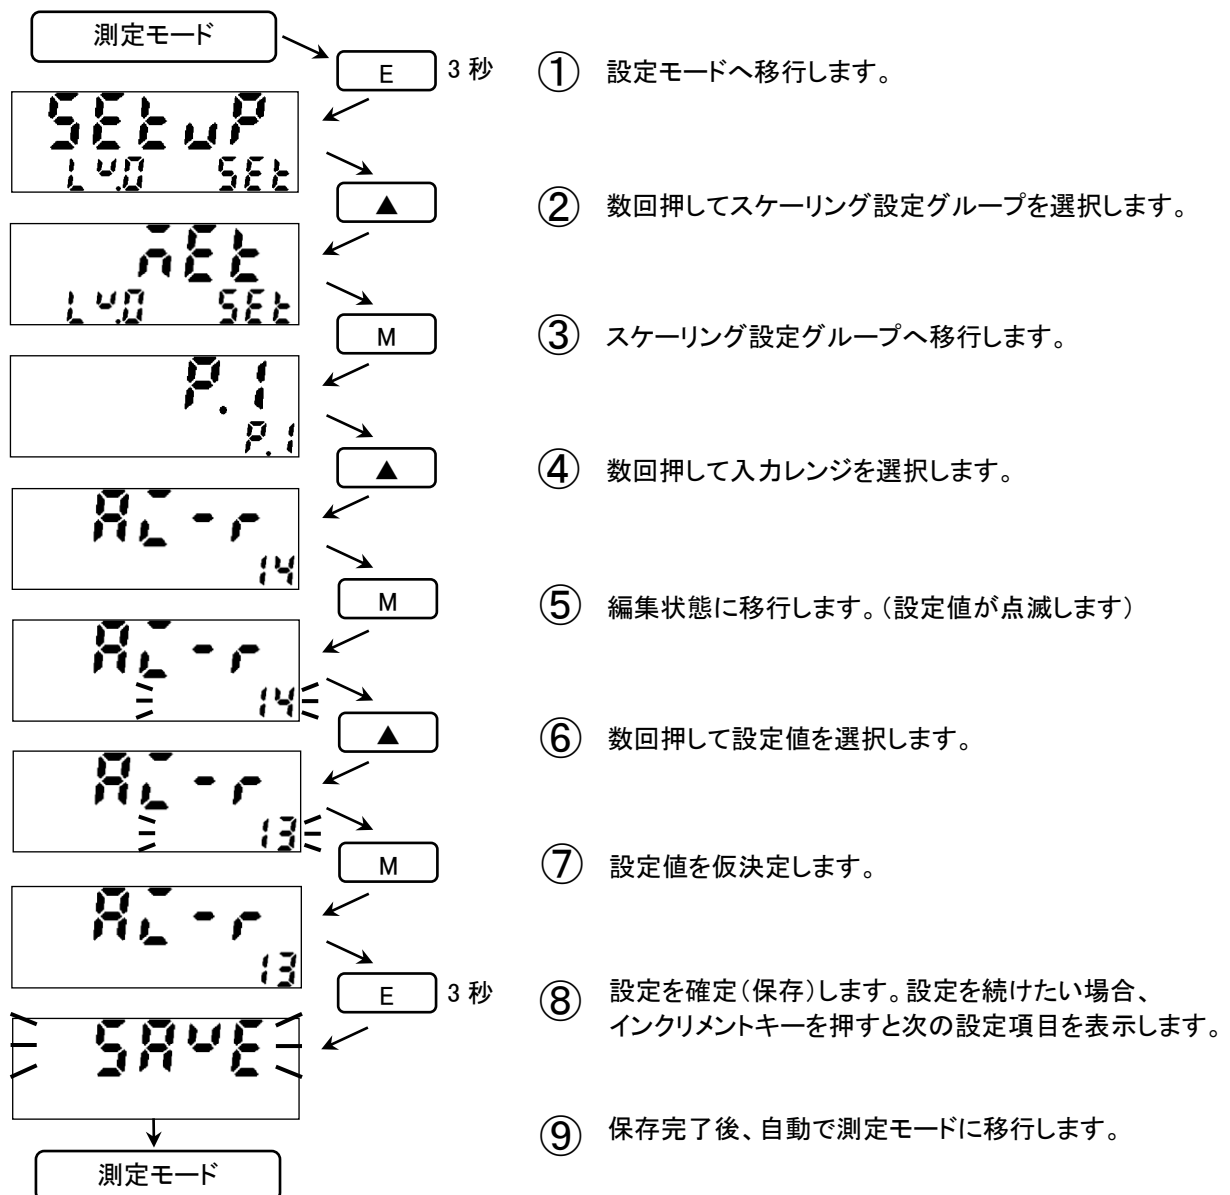 測定モード
E 3 秒 ① 設定モードへ移行します。
SEtuP
Lv.0 SEt
▲ ② 数回押してスケーリング設定グループを選択します。
mEt
Lv.0 SEt
M ③ スケーリング設定グループへ移行します。
P.1
P.1
▲ ④ 数回押して入力レンジを選択します。
14
M ⑤ 編集状態に移行します。(設定値が点滅します)
14
▲ ⑥ 数回押して設定値を選択します。
13
M ⑦ 設定値を仮決定します。
13
E 3 秒 ⑧ 設定を確定(保存)します。設定を続けたい場合、
インクリメントキーを押すと次の設定項目を表示します。
SAvE
⑨ 保存完了後、自動で測定モードに移行します。
測定モード